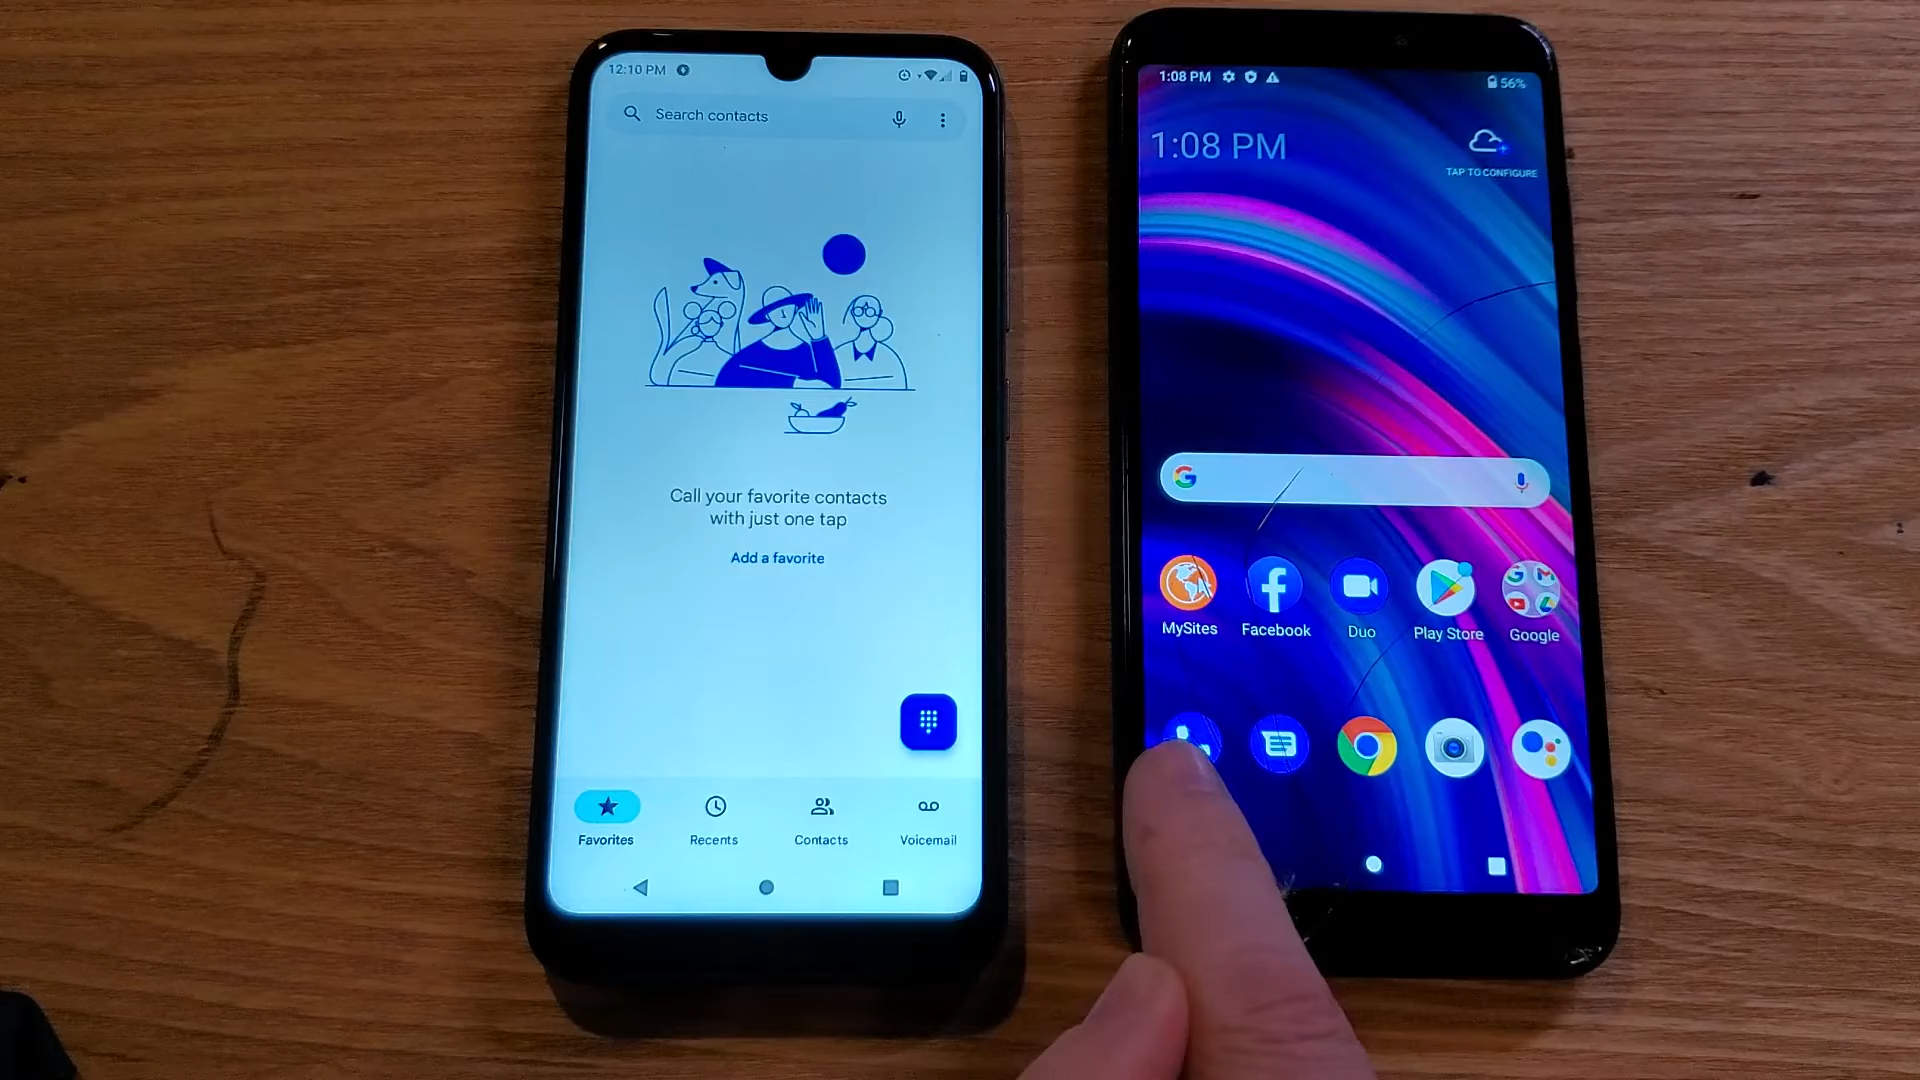 12:10 PM
Search contacts
Call your favorite contacts
with just one tap
Add a favorite
Favorites
Recents
Contacts
Voicemail
1:08 PM
56%
1:08 PM
TAP TO CONFIGURE
MySites
Facebook
Duo
Play Store
Google